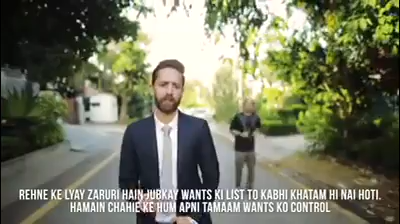 REHNE KE LYAY ZARURI HAIN JUBKAY WANTS KI LIST TO KABHI KHATAM HI NAI HOTI.
HAMAIN CHAHIE KE HUM APNI TAMAAM WANTS KO CONTROL